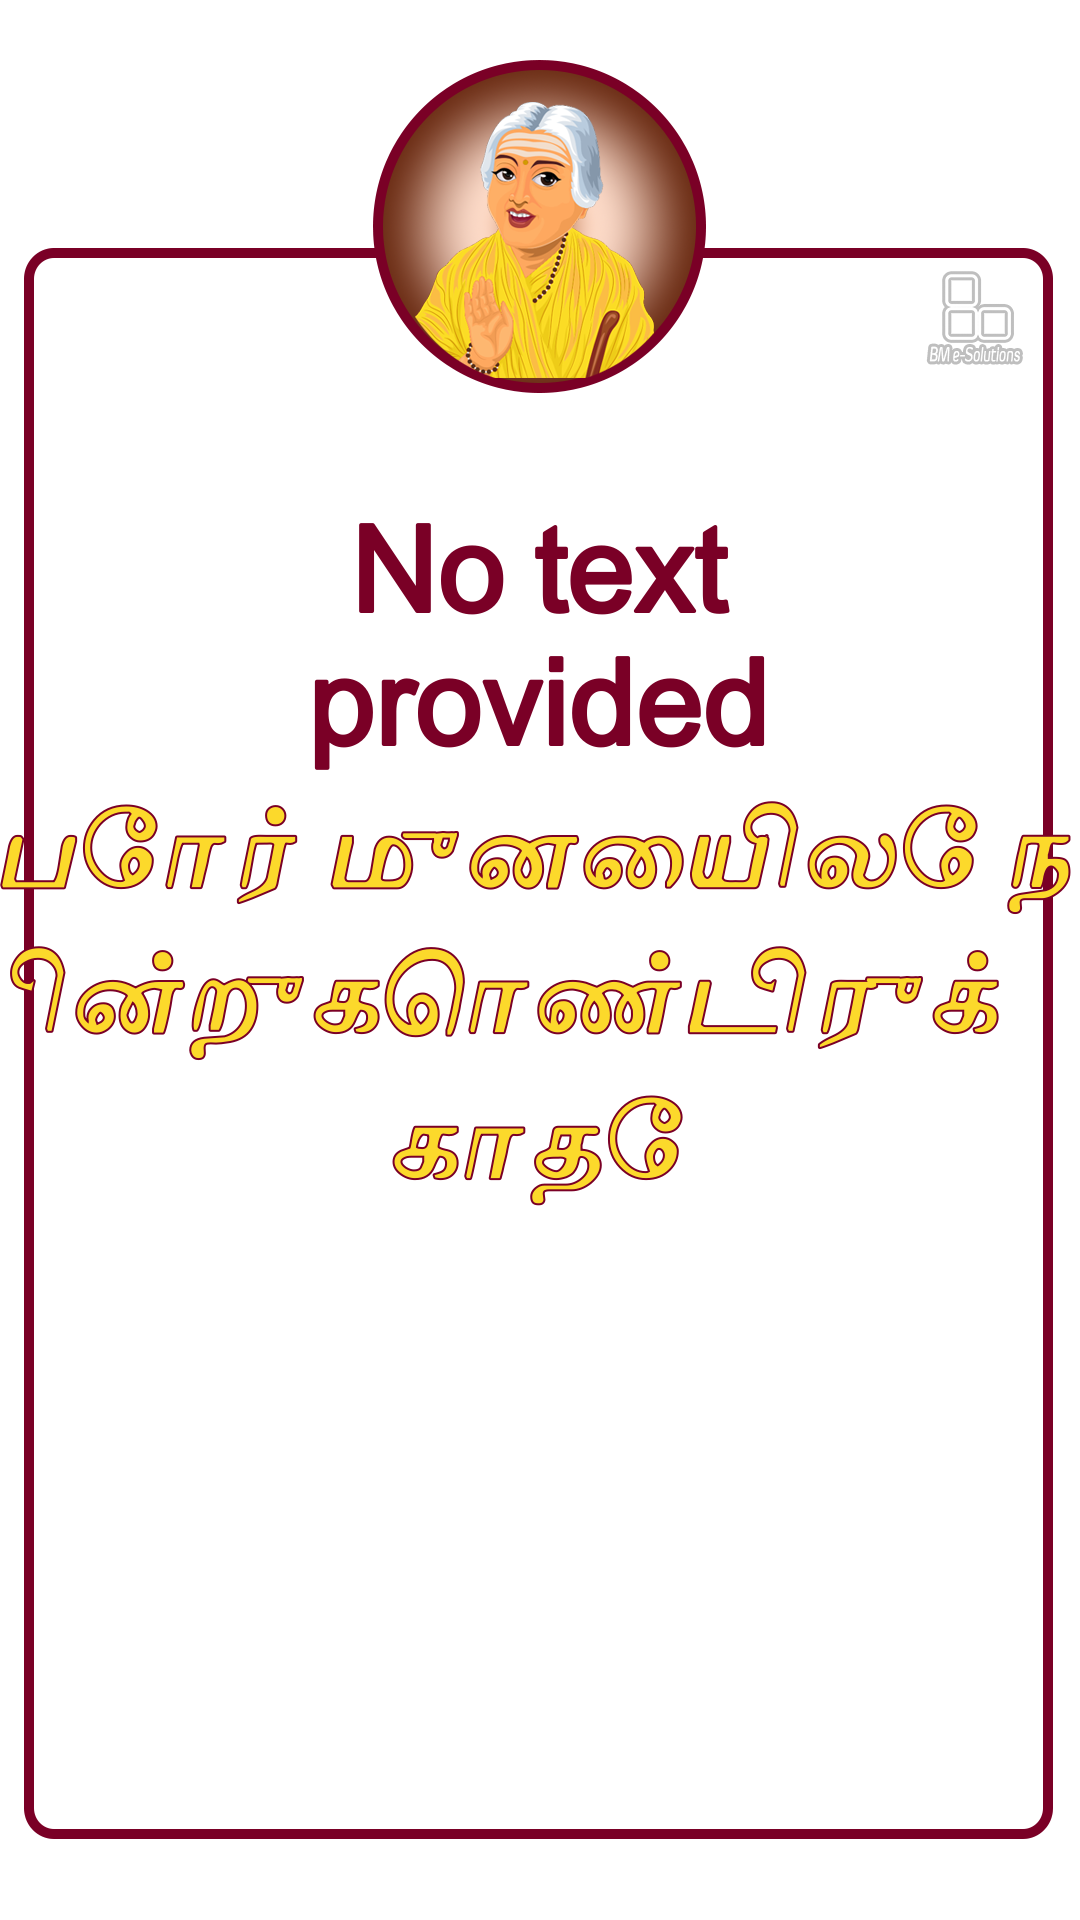 BM e-Solutions
No text
provided
போர் முனையிலே ந
ின்றுகொண்டிருக்
காதே